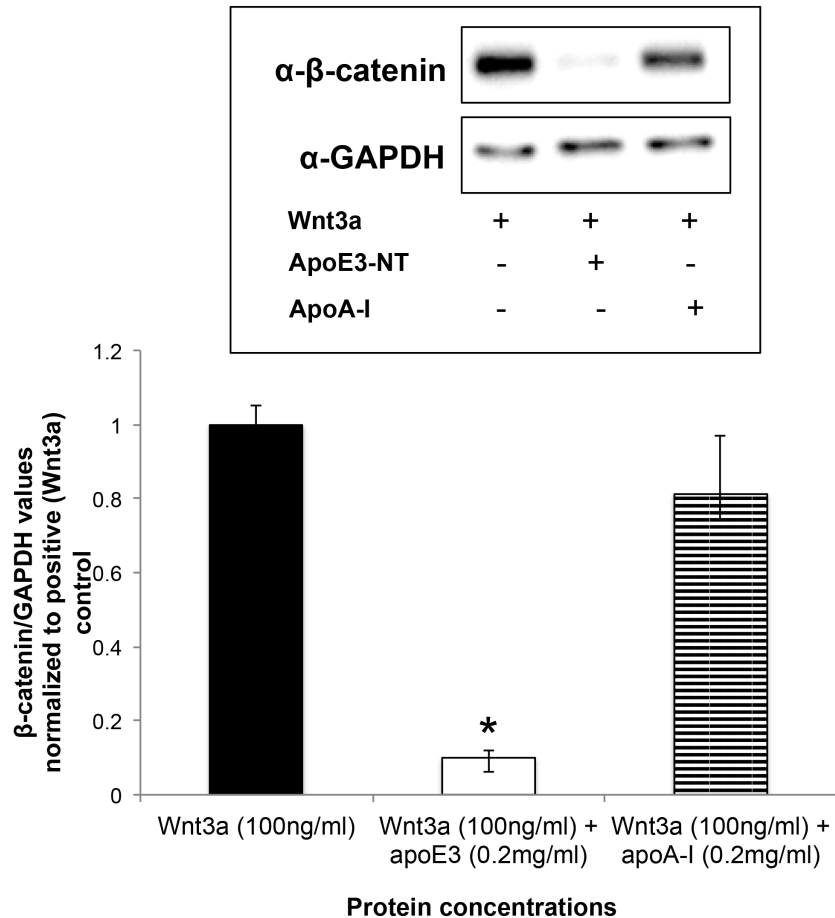 α-β-catenin
α-GAPDH
Wnt3a + + +
ApoE3-NT - + -
ApoA-I - - +
β-catenin/GAPDH values
normalized to positive (Wnt3a)
control
1.2
1
0.8
0.6
0.4
0.2
0
*
Wnt3a (100ng/ml)
Wnt3a (100ng/ml) +
apoE3 (0.2mg/ml)
Wnt3a (100ng/ml) +
apoA-I (0.2mg/ml)
Protein concentrations